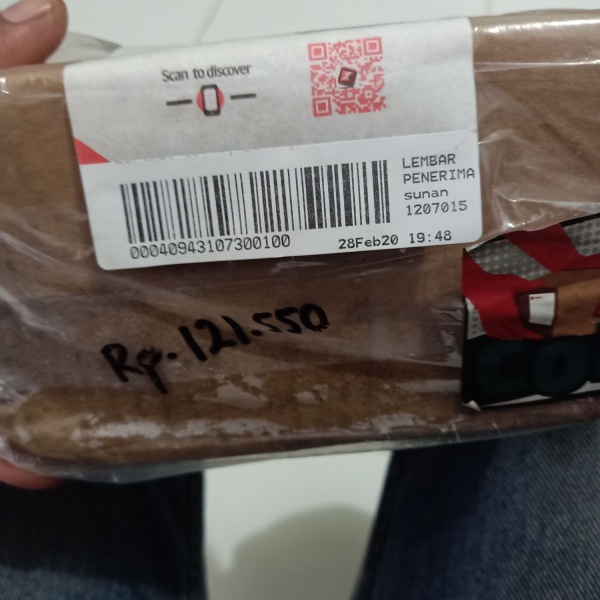 Scan to discover
LEMBAR
PENERIMA
sunan
1207015
00040943107300100
28Feb20 19:48
Rp.121.550